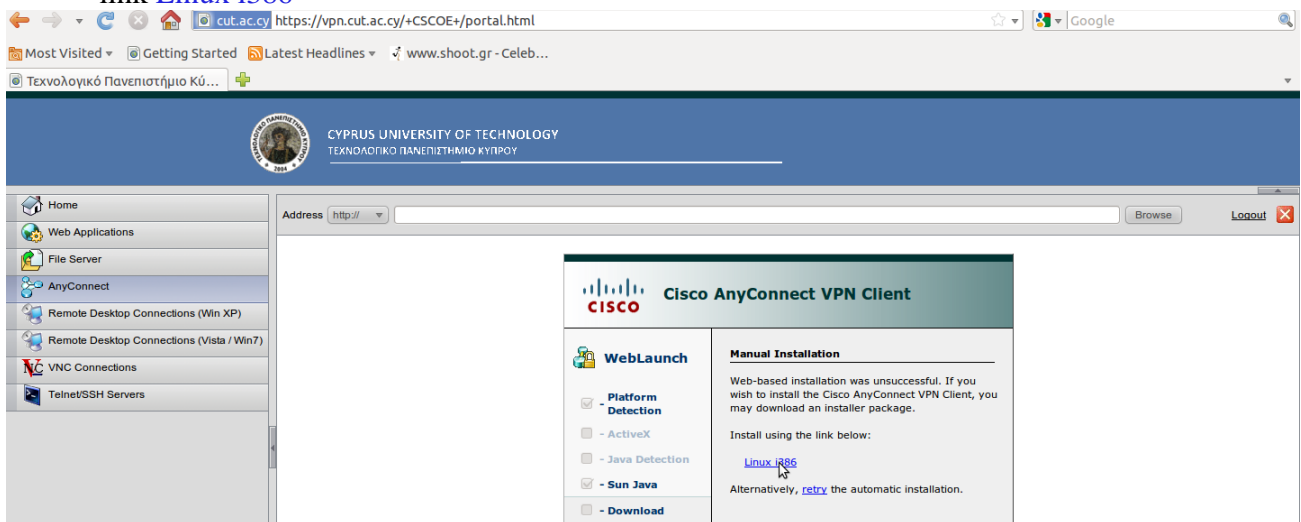 link Linux i386
cut.ac.cy https://vpn.cut.ac.cy/+CSCOE+/portal.html
Google
Most Visited Getting Started Latest Headlines www.shoot.gr - Celeb...
Τεχνολογικό Πανεπιστήμιο Κύ...
CYPRUS UNIVERSITY OF TECHNOLOGY
ΤΕΧΝΟΛΟΓΙΚΟ ΠΑΝΕΠΙΣΤΗΜΙΟ ΚΥΠΡΟΥ
2004
Home
Web Applications
File Server
AnyConnect
Remote Desktop Connections (Win XP)
Remote Desktop Connections (Vista / Win7)
VNC Connections
Telnet/SSH Servers
Address http://
Browse
Logout
CISCO
Cisco AnyConnect VPN Client
WebLaunch
- Platform
Detection
- ActiveX
- Java Detection
- Sun Java
- Download
Manual Installation
Web-based installation was unsuccessful. If you
wish to install the Cisco AnyConnect VPN Client, you
may download an installer package.
Install using the link below:
Linux i386
Alternatively, retry the automatic installation.